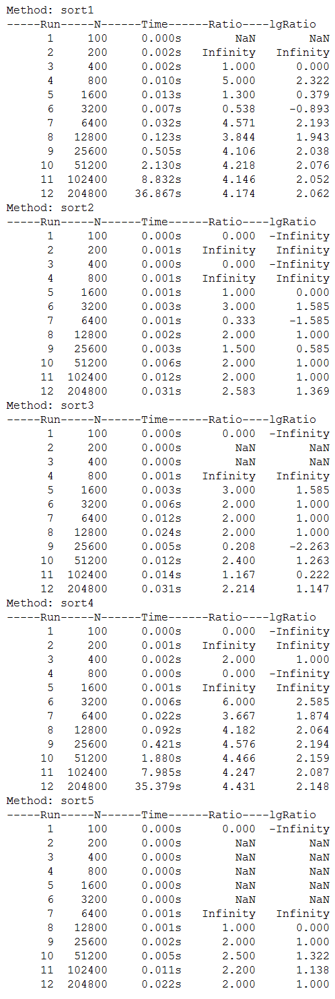 Method: sort1
-----Run-----N------Time------Ratio----lgRatio
1 100 0.000s NaN NaN
2 200 0.002s Infinity Infinity
3 400 0.002s 1.000 0.000
4 800 0.010s 5.000 2.322
5 1600 0.013s 1.300 0.379
6 3200 0.007s 0.538 -0.893
7 6400 0.032s 4.571 2.193
8 12800 0.123s 3.844 1.943
9 25600 0.505s 4.106 2.038
10 51200 2.130s 4.218 2.076
11 102400 8.832s 4.146 2.052
12 204800 36.867s 4.174 2.062
Method: sort2
-----Run-----N------Time------Ratio----lgRatio
1 100 0.000s 0.000 -Infinity
2 200 0.001s Infinity Infinity
3 400 0.000s 0.000 -Infinity
4 800 0.001s Infinity Infinity
5 1600 0.001s 1.000 0.000
6 3200 0.003s 3.000 1.585
7 6400 0.001s 0.333 -1.585
8 12800 0.002s 2.000 1.000
9 25600 0.003s 1.500 0.585
10 51200 0.006s 2.000 1.000
11 102400 0.012s 2.000 1.000
12 204800 0.031s 2.583 1.369
Method: sort3
-----Run-----N------Time------Ratio----lgRatio
1 100 0.000s 0.000 -Infinity
2 200 0.000s NaN NaN
3 400 0.000s NaN NaN
4 800 0.001s Infinity Infinity
5 1600 0.003s 3.000 1.585
6 3200 0.006s 2.000 1.000
7 6400 0.012s 2.000 1.000
8 12800 0.024s 2.000 1.000
9 25600 0.005s 0.208 -2.263
10 51200 0.012s 2.400 1.263
11 102400 0.014s 1.167 0.222
12 204800 0.031s 2.214 1.147
Method: sort4
-----Run-----N------Time------Ratio----lgRatio
1 100 0.000s 0.000 -Infinity
2 200 0.001s Infinity Infinity
3 400 0.002s 2.000 1.000
4 800 0.000s 0.000 -Infinity
5 1600 0.001s Infinity Infinity
6 3200 0.006s 6.000 2.585
7 6400 0.022s 3.667 1.874
8 12800 0.092s 4.182 2.064
9 25600 0.421s 4.576 2.194
10 51200 1.880s 4.466 2.159
11 102400 7.985s 4.247 2.087
12 204800 35.379s 4.431 2.148
Method: sort5
-----Run-----N------Time------Ratio----lgRatio
1 100 0.000s 0.000 -Infinity
2 200 0.000s NaN NaN
3 400 0.000s NaN NaN
4 800 0.000s NaN NaN
5 1600 0.000s NaN NaN
6 3200 0.000s NaN NaN
7 6400 0.001s Infinity Infinity
8 12800 0.001s 1.000 0.000
9 25600 0.002s 2.000 1.000
10 51200 0.005s 2.500 1.322
11 102400 0.011s 2.200 1.138
12 204800 0.022s 2.000 1.000